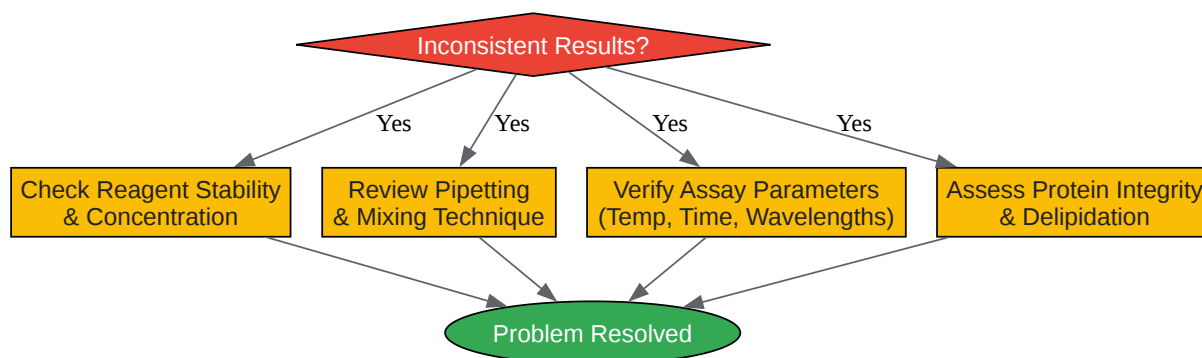 Inconsistent Results?
Yes
Yes
Yes
Yes
Check Reagent Stability
& Concentration
Review Pipetting
& Mixing Technique
Verify Assay Parameters
(Temp, Time, Wavelengths)
Assess Protein Integrity
& Delipidation
Problem Resolved